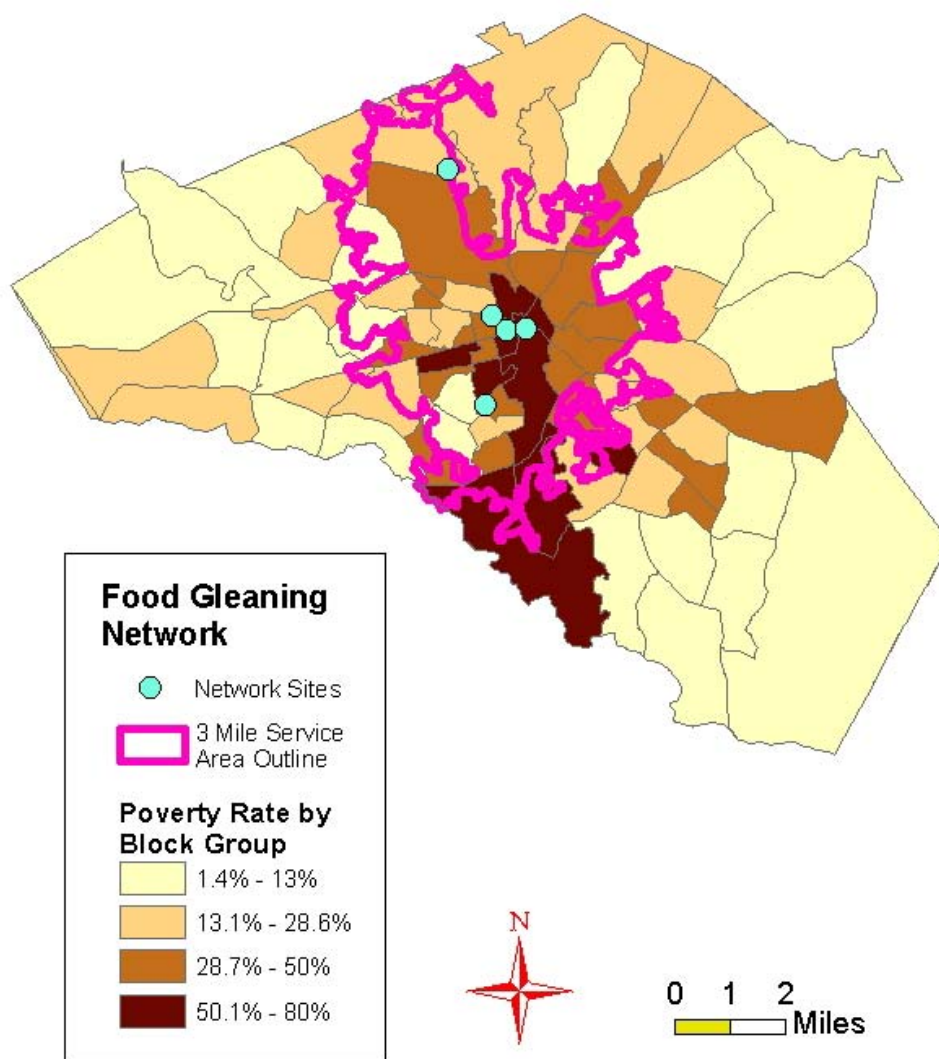 Food Gleaning
Network
Network Sites
3 Mile Service
Area Outline
Poverty Rate by
Block Group
1.4% - 13%
13.1% - 28.6%
28.7% - 50%
50.1% - 80%
N
0 1 2
Miles